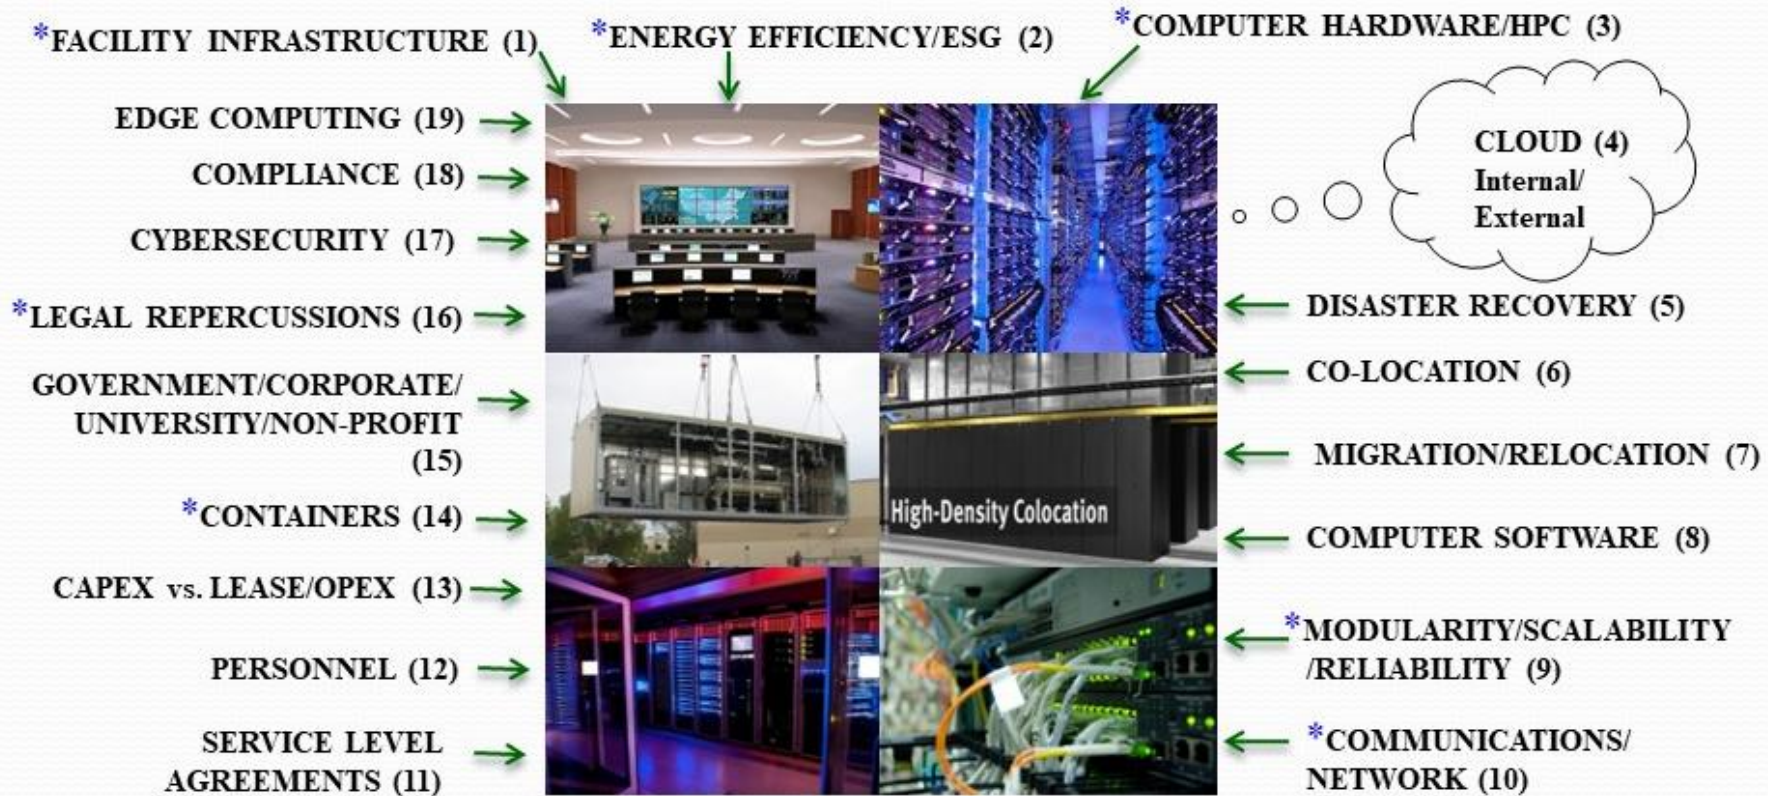 *FACILITY INFRASTRUCTURE (1)
*ENERGY EFFICIENCY/ESG (2)
*COMPUTER HARDWARE/HPC (3)
CLOUD (4)
Internal/
External
DISASTER RECOVERY (5)
CO-LOCATION (6)
MIGRATION/RELOCATION (7)
High-Density Colocation
COMPUTER SOFTWARE (8)
*MODULARITY/SCALABILITY
/RELIABILITY (9)
*COMMUNICATIONS/
NETWORK (10)
SERVICE LEVEL
AGREEMENTS (11)
PERSONNEL (12)
CAPEX vs. LEASE/OPEX (13)
*CONTAINERS (14)
GOVERNMENT/CORPORATE/
UNIVERSITY/NON-PROFIT
(15)
*LEGAL REPERCUSSIONS (16)
CYBERSECURITY (17)
COMPLIANCE (18)
EDGE COMPUTING (19)